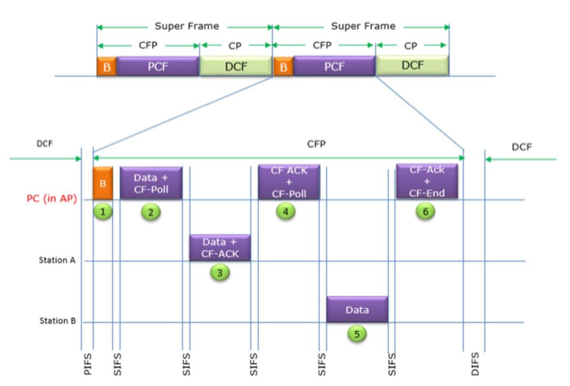 Super Frame Super Frame
CFP CP CFP CP
B PCF DCF B PCF DCF
DCF CFP DCF
B
Data +
CF-Poll
CF ACK
+
CF-Poll
CF-Ack
+
CF-End
PC (in AP)
1 2 4 6
Data +
CF-ACK
Station A
3
Data
Station B
5
PIFS SIFS SIFS SIFS SIFS SIFS DIFS